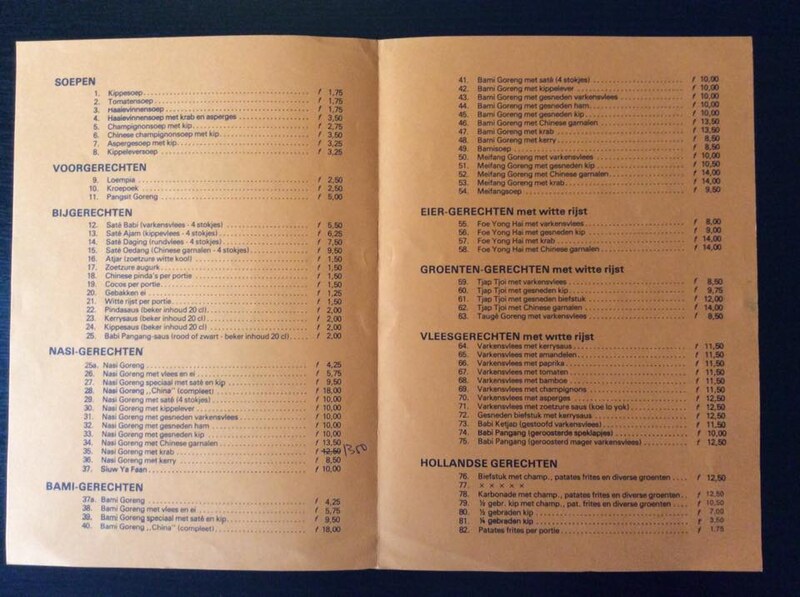 SOEPEN
1. Kippesoep f 1,75
2. Tomatensoep f 1,75
3. Haaievinnensoep f 1,75
4. Haaievinnensoep met krab en asperges f 3,50
5. Champignonsoep met kip f 2,75
6. Chinese champignonsoep met kip f 3,50
7. Aspergesoep met kip f 3,25
8. Kippeleversoep f 3,25
VOORGERECHTEN
9. Loempia f 2,50
10. Kroepoek f 2,50
11. Pangsit Goreng f 5,00
BIJGERECHTEN
12. Saté Babi (varkensvlees - 4 stokjes) f 5,50
13. Saté Ajam (kippevlees - 4 stokjes) f 6,25
14. Saté Daging (rundvlees - 4 stokjes) f 7,50
15. Saté Oedang (Chinese garnalen - 4 stokjes) f 9,50
16. Atjar (zoetzure witte kool) f 1,50
17. Zoetzure augurk f 1,50
18. Chinese pinda's per portie f 1,50
19. Cocos per portie f 1,50
20. Gebakken ei f 1,25
21. Witte rijst per portie f 1,50
22. Pindasaus (beker inhoud 20 cl) f 2,00
23. Kerrysaus (beker inhoud 20 cl) f 2,00
24. Kippesaus (beker inhoud 20 cl) f 2,00
25. Babi Pangang-saus (rood of zwart - beker inhoud 20 cl) f 2,00
NASI-GERECHTEN
25a. Nasi Goreng f 4,25
26. Nasi Goreng met vlees en ei f 5,75
27. Nasi Goreng speciaal met saté en kip f 9,50
28. Nasi Goreng „China” (compleet) f 18,00
29. Nasi Goreng met saté (4 stokjes) f 10,00
30. Nasi Goreng met kippelever f 10,00
31. Nasi Goreng met gesneden varkensvlees f 10,00
32. Nasi Goreng met gesneden ham f 10,00
33. Nasi Goreng met gesneden kip f 10,00
34. Nasi Goreng met Chinese garnalen f 13,50
35. Nasi Goreng met krab f 12,50 1350
36. Nasi Goreng met kerry f 8,50
37. Siuw Ya Faan f 10,00
BAMI-GERECHTEN
37a. Bami Goreng f 4,25
38. Bami Goreng met vlees en ei f 5,75
39. Bami Goreng speciaal met saté en kip f 9,50
40. Bami Goreng „China” (compleet) f 18,00
41. Bami Goreng met saté (4 stokjes) f 10,00
42. Bami Goreng met kippelever f 10,00
43. Bami Goreng met gesneden varkensvlees f 10,00
44. Bami Goreng met gesneden ham f 10,00
45. Bami Goreng met gesneden kip f 10,00
46. Bami Goreng met Chinese garnalen f 13,50
47. Bami Goreng met krab f 13,50
48. Bami Goreng met kerry f 8,50
49. Bamisoep f 8,50
50. Meifang Goreng met varkensvlees f 10,00
51. Meifang Goreng met gesneden kip f 10,50
52. Meifang Goreng met Chinese garnalen f 14,00
53. Meifang Goreng met krab f 14,00
54. Meifangsoep f 9,50
EIER-GERECHTEN met witte rijst
55. Foe Yong Hai met varkensvlees f 8,00
56. Foe Yong Hai met gesneden kip f 9,00
57. Foe Yong Hai met krab f 14,00
58. Foe Yong Hai met Chinese garnalen f 14,00
GROENTEN-GERECHTEN met witte rijst
59. Tjap Tjoi met varkensvlees f 8,50
60. Tjap Tjoi met gesneden kip f 9,75
61. Tjap Tjoi met gesneden biefstuk f 12,00
62. Tjap Tjoi met Chinese garnalen f 14,00
63. Taugé Goreng met varkensvlees f 8,50
VLEESGERECHTEN met witte rijst
64. Varkensvlees met kerrysaus f 11,50
65. Varkensvlees met amandelen f 11,50
66. Varkensvlees met paprika f 11,50
67. Varkensvlees met tomaten f 11,50
68. Varkensvlees met bamboe f 11,50
69. Varkensvlees met champignons f 11,50
70. Varkensvlees met asperges f 12,50
71. Varkensvlees met zoetzure saus (koe lo yok) f 12,50
72. Gesneden biefstuk met kerrysaus f 12,50
73. Babi Ketjap (gestoofd varkensvlees) f 11,50
74. Babi Pangang (geroosterde speklapjes) f 10,00
75. Babi Pangang (geroosterd mager varkensvlees) f 12,50
HOLLANDSE GERECHTEN
76. Biefstuk met champ., patates frites en diverse groenten f 12,50
77. x x x x x
78. Karbonade met champ., patates frites en diverse groenten f 12,50
79. ½ gebr. kip met champ., pat. frites en diverse groenten f 10,50
80. ½ gebraden kip f 7,50
81. ¼ gebraden kip f 3,50
82. Patates frites per portie f 1,75